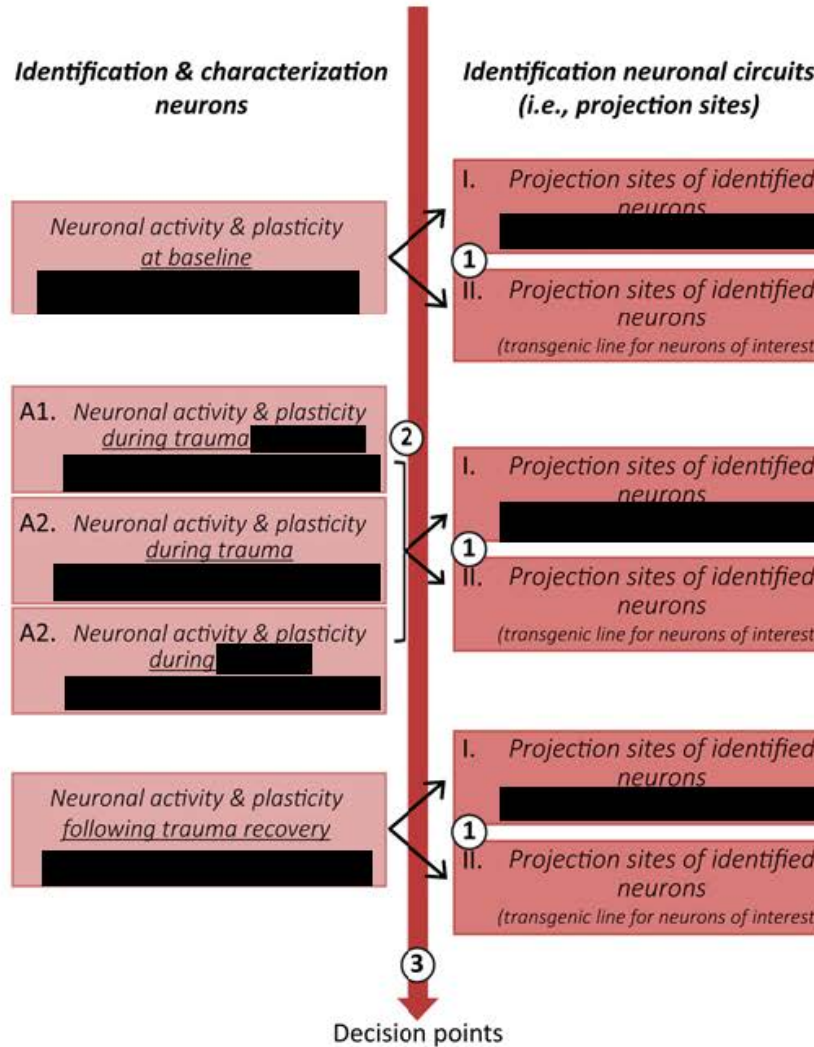 Identification & characterization
neurons
Identification neuronal circuits
(i.e., projection sites)
Neuronal activity & plasticity
at baseline
I. Projection sites of identified
neurons
1
II. Projection sites of identified
neurons
(transgenic line for neurons of interest
A1. Neuronal activity & plasticity
during trauma
2
A2. Neuronal activity & plasticity
during trauma
A2. Neuronal activity & plasticity
during
I. Projection sites of identified
neurons
1
II. Projection sites of identified
neurons
(transgenic line for neurons of interest
Neuronal activity & plasticity
following trauma recovery
I. Projection sites of identified
neurons
1
II. Projection sites of identified
neurons
(transgenic line for neurons of interest
3
Decision points